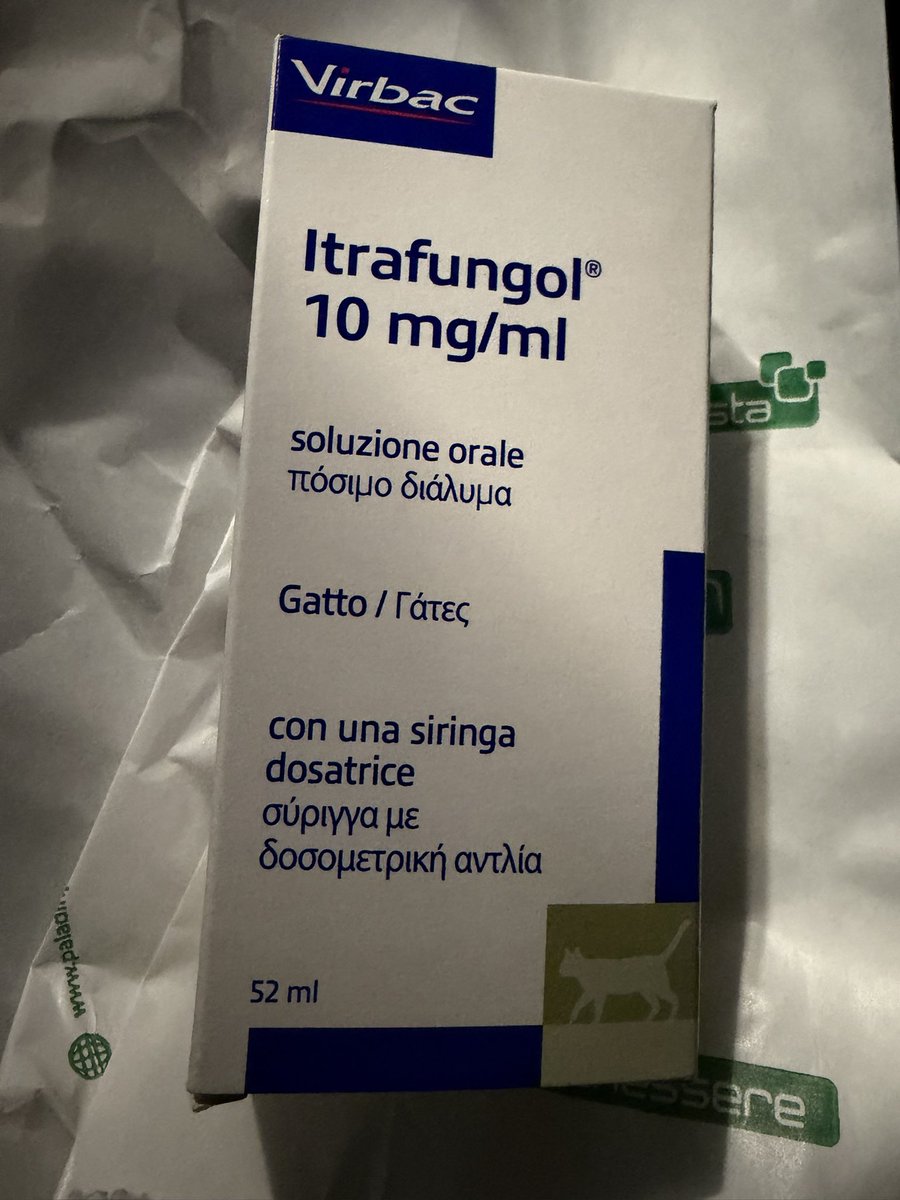 Virbac
Itrafungol®
10 mg/ml
soluzione orale
πόσιμο διάλυμα
Gatto / Γάτες
con una siringa
dosatrice
σύριγγα με
δοσομετρική αντλία
52 ml